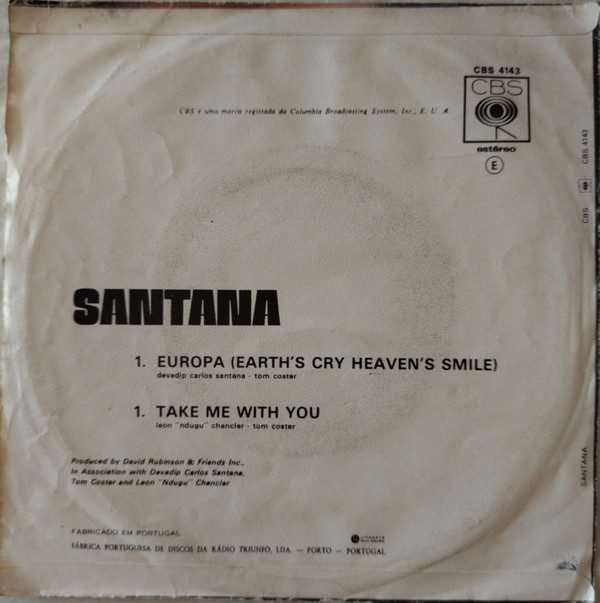 CBS 4143
CBS
CBS é uma marca registada da Columbia Broadcasting System, Inc., E. U. A.
estéreo
E
CBS CBS 4143
SANTANA
1. EUROPA (EARTH'S CRY HEAVEN'S SMILE)
devadip carlos santana - tom coster
1. TAKE ME WITH YOU
leon "ndugu" chancler - tom coster
Produced by David Rubinson & Friends Inc.,
In Association with Devadip Carlos Santana,
Tom Coster and Leon "Ndugu" Chancler
SANTANA
FABRICADO EM PORTUGAL
FÁBRICA PORTUGUESA DE DISCOS DA RÁDIO TRIUNFO, LDA. — PORTO — PORTUGAL